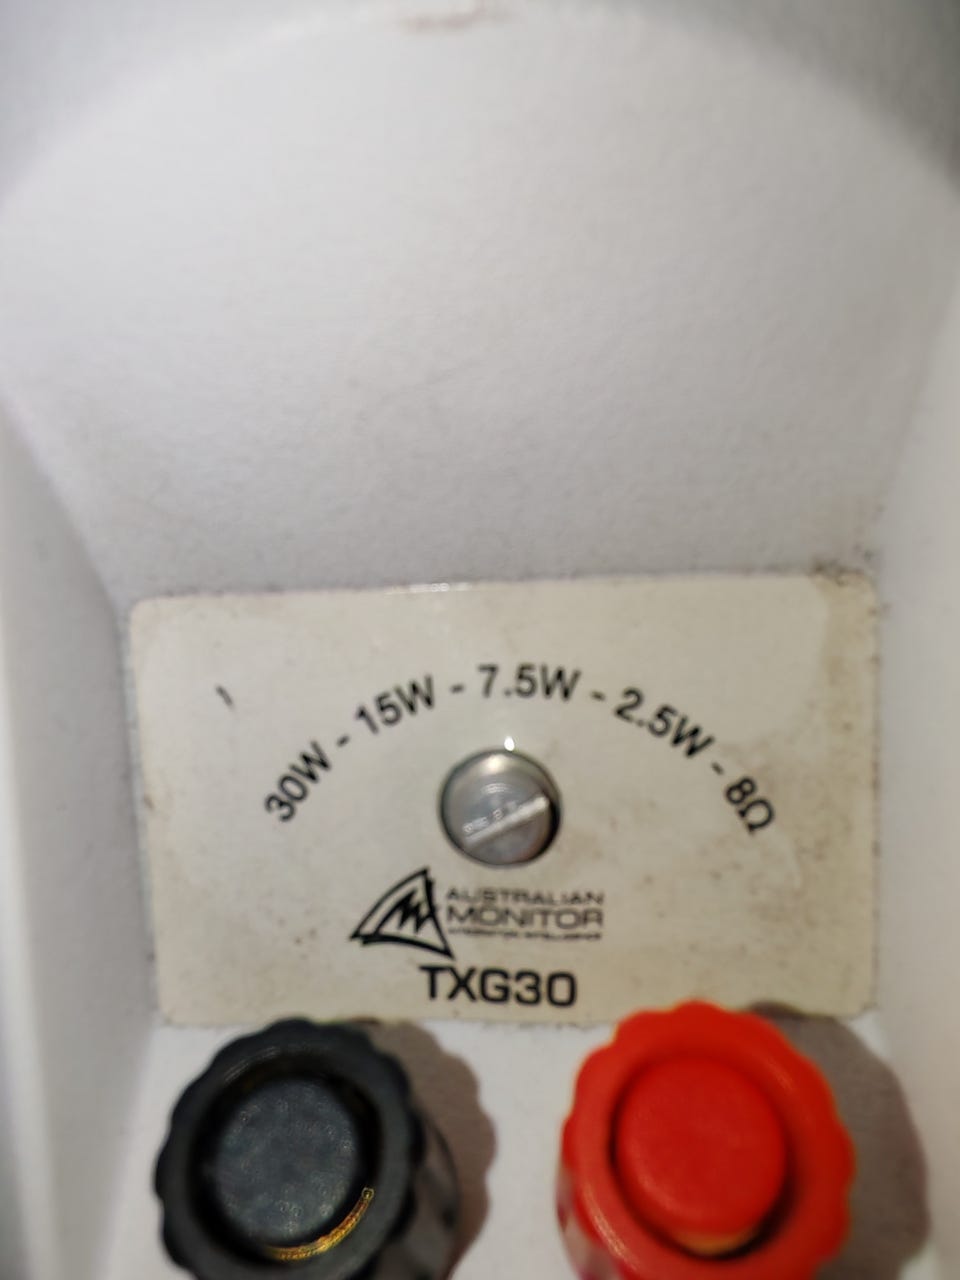 30W - 15W - 7.5W - 2.5W - 8Ω
AUSTRALIAN
MONITOR
TXG30